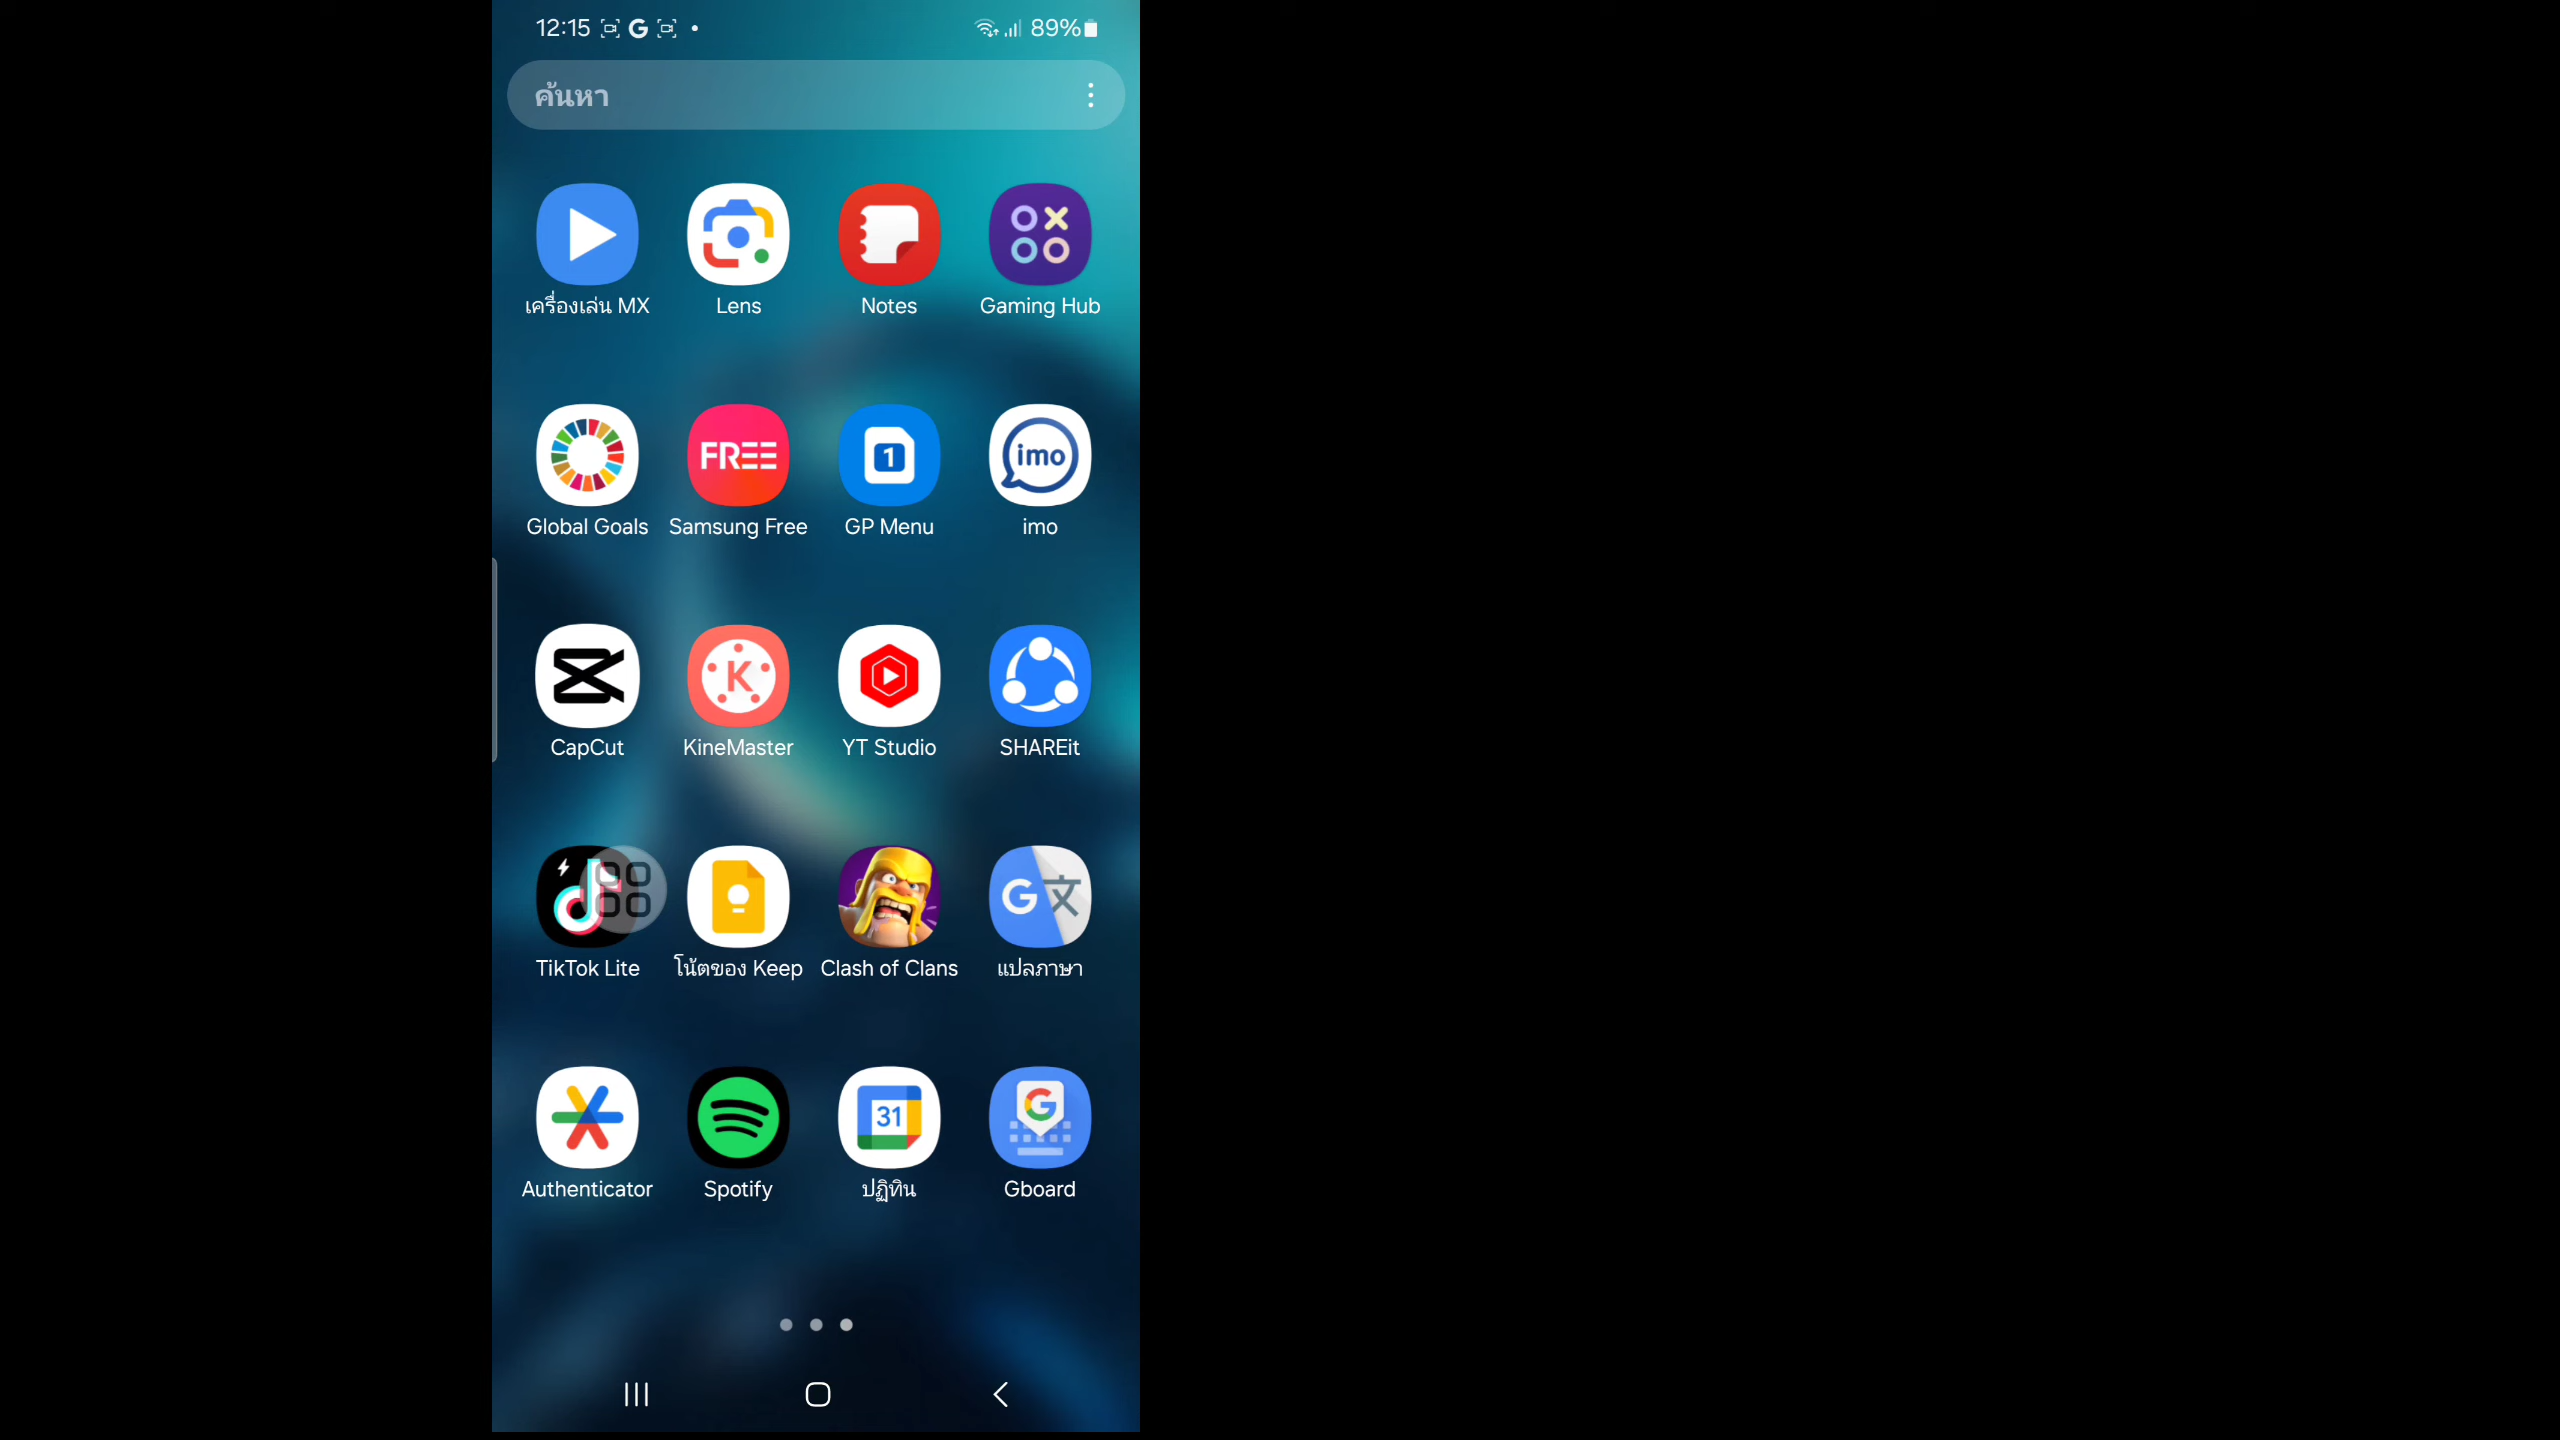 12:15 G 89%
ค้นหา
เครื่องเล่น MX Lens Notes Gaming Hub
FREE 1 imo
Global Goals Samsung Free GP Menu imo
K
CapCut KineMaster YT Studio SHAREit
G 文
TikTok Lite โน้ตของ Keep Clash of Clans แปลภาษา
31 G
Authenticator Spotify ปฏิทิน Gboard